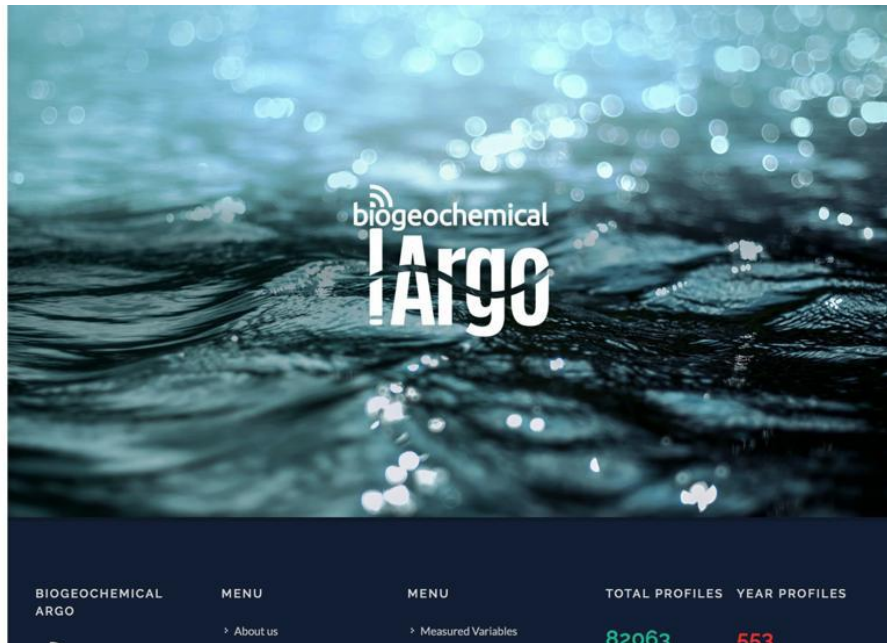 biogeochemical
Argo
BIOGEOCHEMICAL
ARGO
MENU
> About us
MENU
> Measured Variables
TOTAL PROFILES
82063
YEAR PROFILES
553